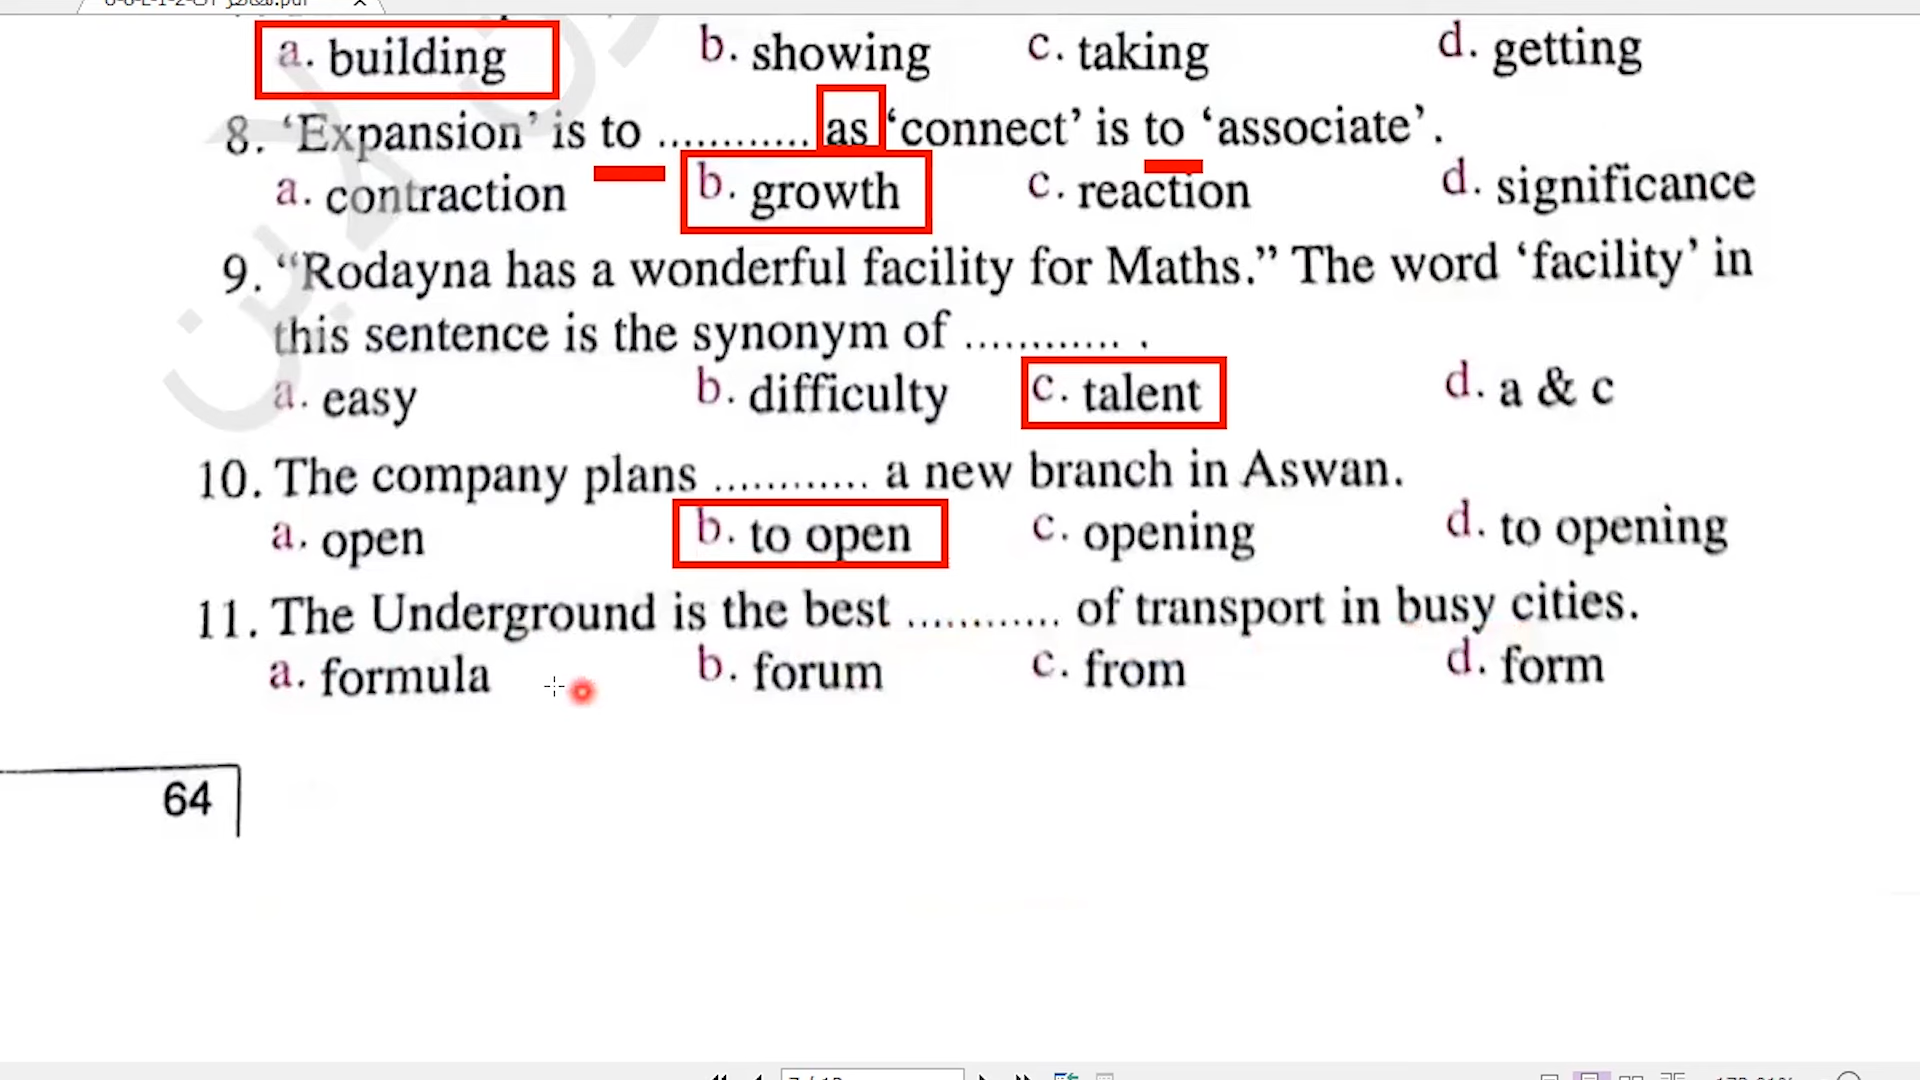 a. building b. showing c. taking d. getting
8. ‘Expansion’ is to ............ as ‘connect’ is to ‘associate’.
a. contraction b. growth c. reaction d. significance
9. “Rodayna has a wonderful facility for Maths.” The word ‘facility’ in
this sentence is the synonym of ............ .
a. easy b. difficulty c. talent d. a & c
10. The company plans ............ a new branch in Aswan.
a. open b. to open c. opening d. to opening
11. The Underground is the best ............ of transport in busy cities.
a. formula b. forum c. from d. form
64